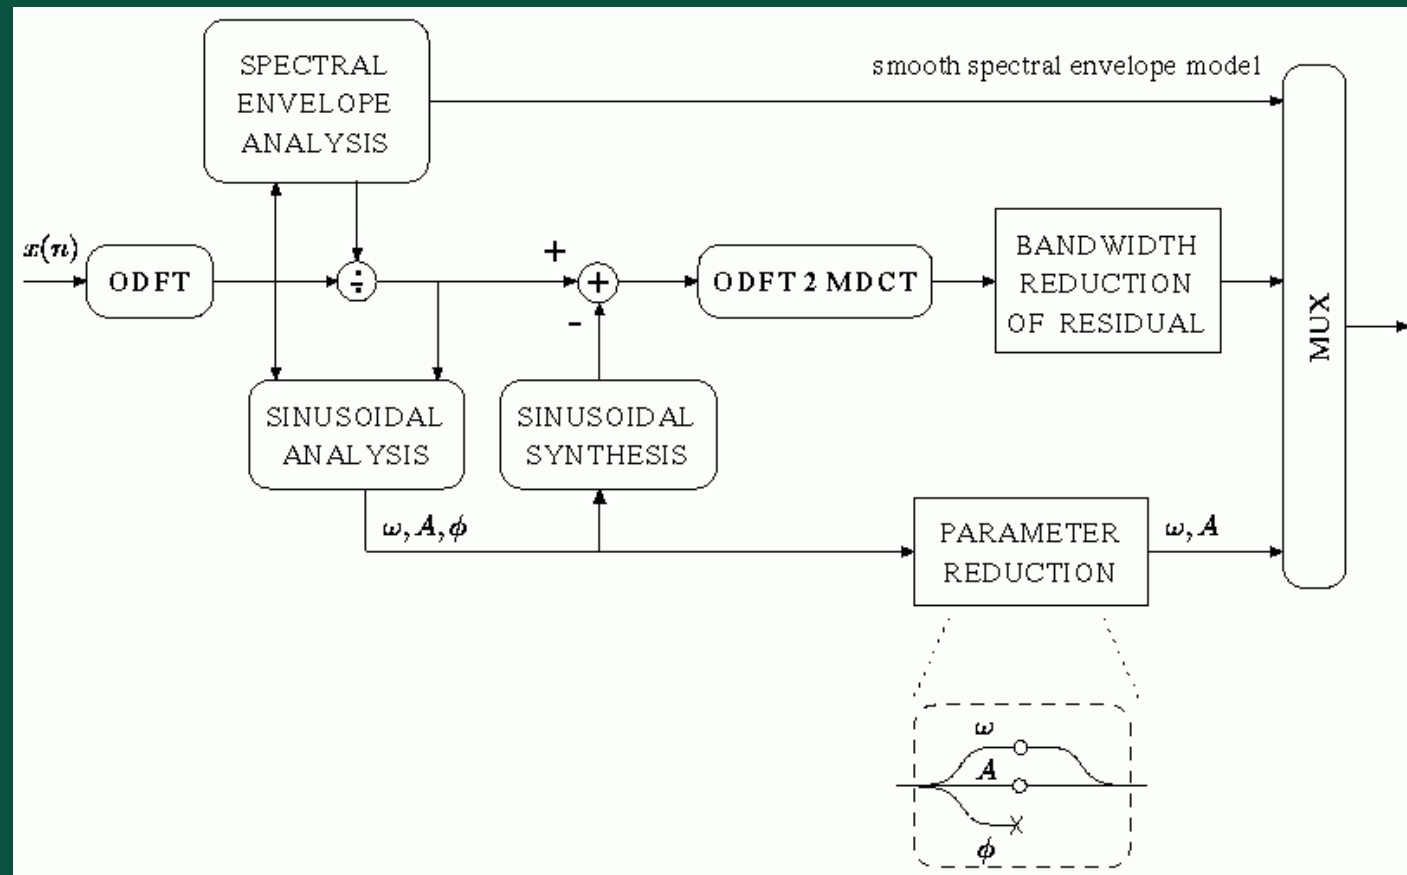 SPECTRAL
ENVELOPE
ANALYSIS
smooth spectral envelope model
x(n)
ODFT
÷
+
+
-
ODFT 2 MDCT
BANDWIDTH
REDUCTION
OF RESIDUAL
MUX
SINUSOIDAL
ANALYSIS
SINUSOIDAL
SYNTHESIS
ω, A, ϕ
PARAMETER
REDUCTION
ω, A
ω
A
ϕ